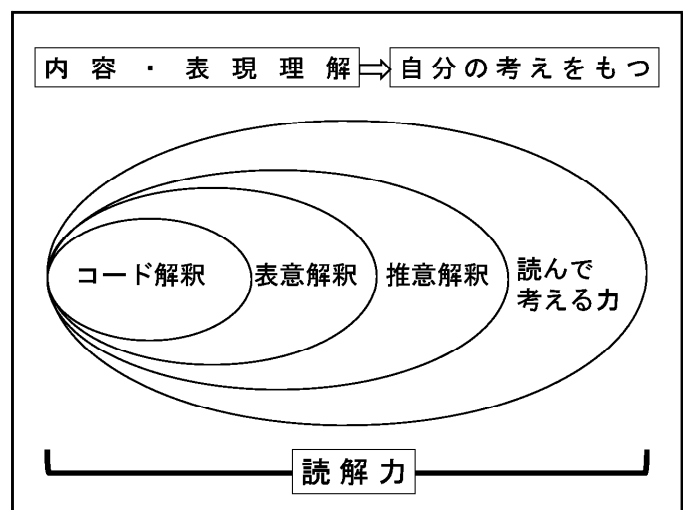 内容・表現理解⇨自分の考えをもつ
コード解釈
表意解釈
推意解釈
読んで
考える力
読解力